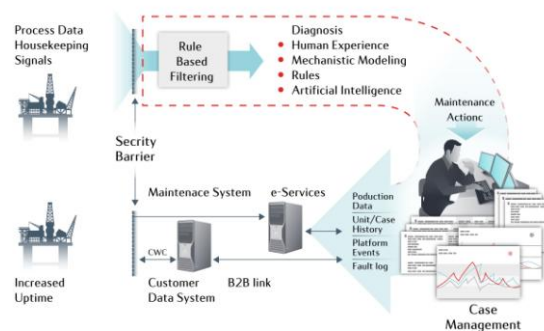 Process Data
Housekeeping
Signals
Rule
Based
Filtering
Diagnosis
Human Experience
Mechanistic Modeling
Rules
Artificial Intelligence
Maintenance
Actionc
Secrity
Barrier
Maintenace System
e-Services
Poduction
Data
Unit/Case
History
Platform
Events
Fault log
CWC
Customer
Data System
B2B link
Increased
Uptime
Case
Management